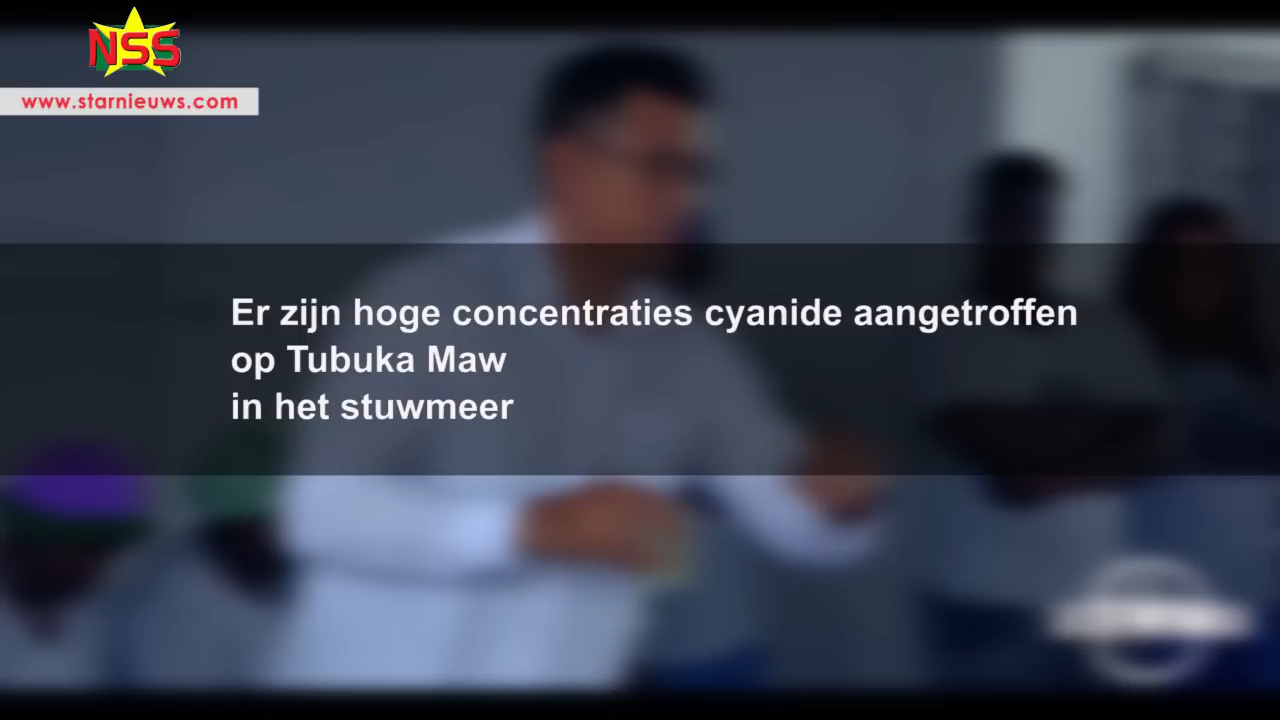 NSS
www.starnieuws.com
Er zijn hoge concentraties cyanide aangetroffen
op Tubuka Maw
in het stuwmeer